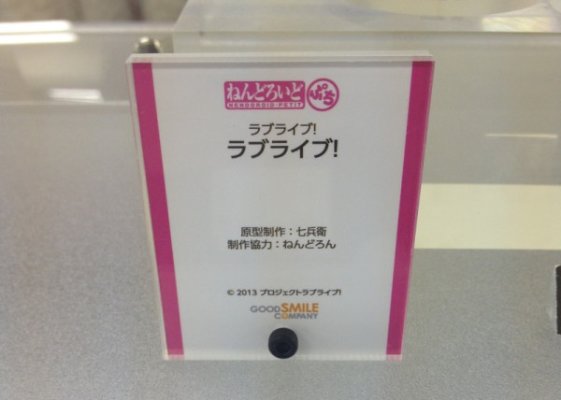 ねんどろいど ぷち
NENDOROID PETIT
ラブライブ!
ラブライブ!
原型制作：七兵衛
制作協力：ねんどろん
© 2013 プロジェクトラブライブ!
GOOD SMILE
COMPANY